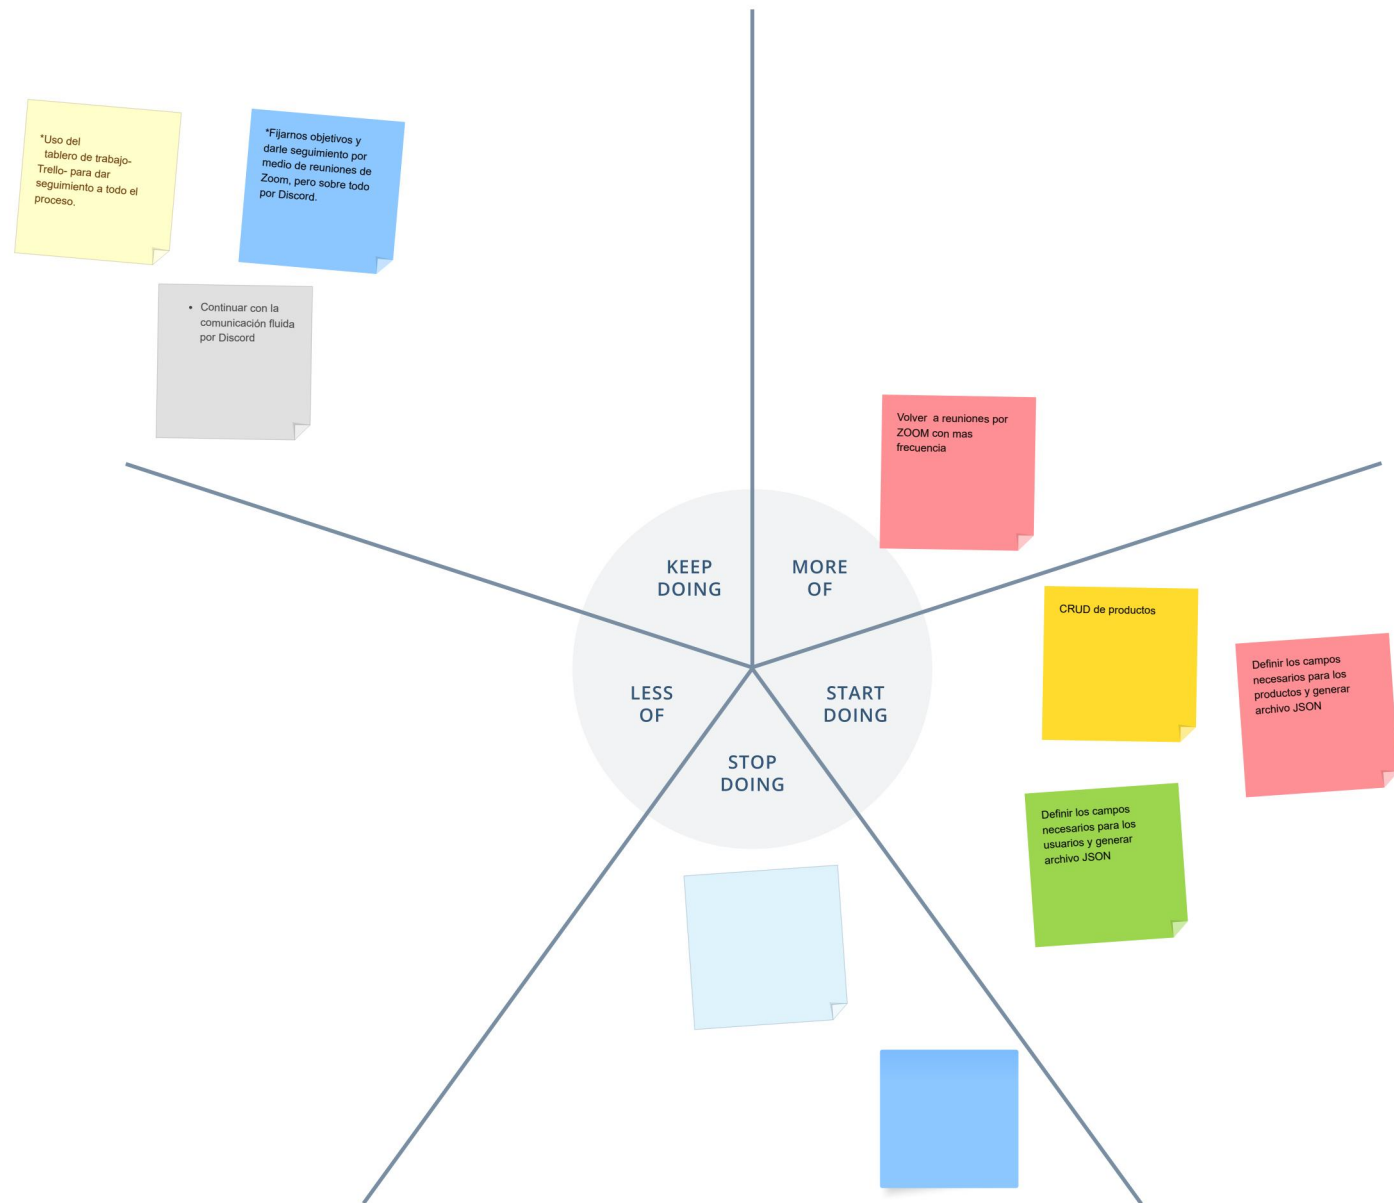 *Uso del
tablero de trabajo-
Trello- para dar
seguimiento a todo el
proceso.
*Fijarnos objetivos y
darle seguimiento por
medio de reuniones de
Zoom, pero sobre todo
por Discord.
• Continuar con la
comunicación fluida
por Discord
Volver a reuniones por
ZOOM con mas
frecuencia
KEEP
DOING
MORE
OF
LESS
OF
START
DOING
STOP
DOING
CRUD de productos
Definir los campos
necesarios para los
productos y generar
archivo JSON
Definir los campos
necesarios para los
usuarios y generar
archivo JSON